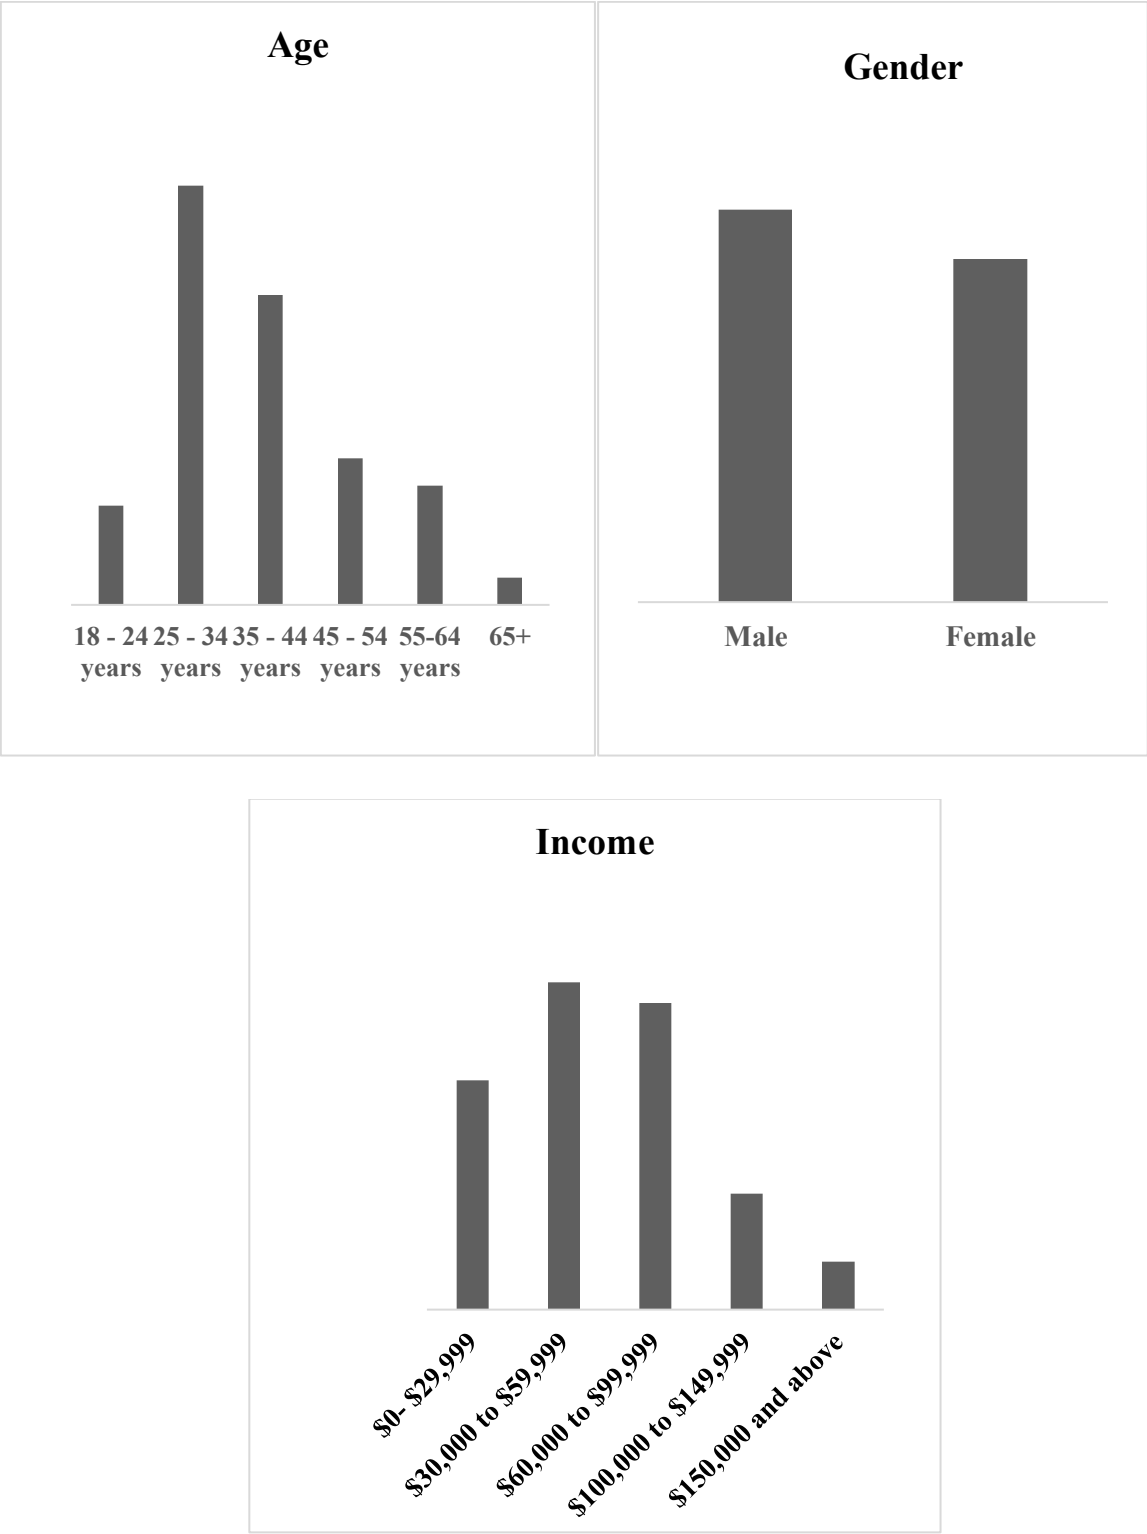 Age
18 - 24 25 - 34 35 - 44 45 - 54 55-64 65+
years years years years years
Gender
Male Female
Income
$0- $29,999
$30,000 to $59,999
$60,000 to $99,999
$100,000 to $149,999
$150,000 and above